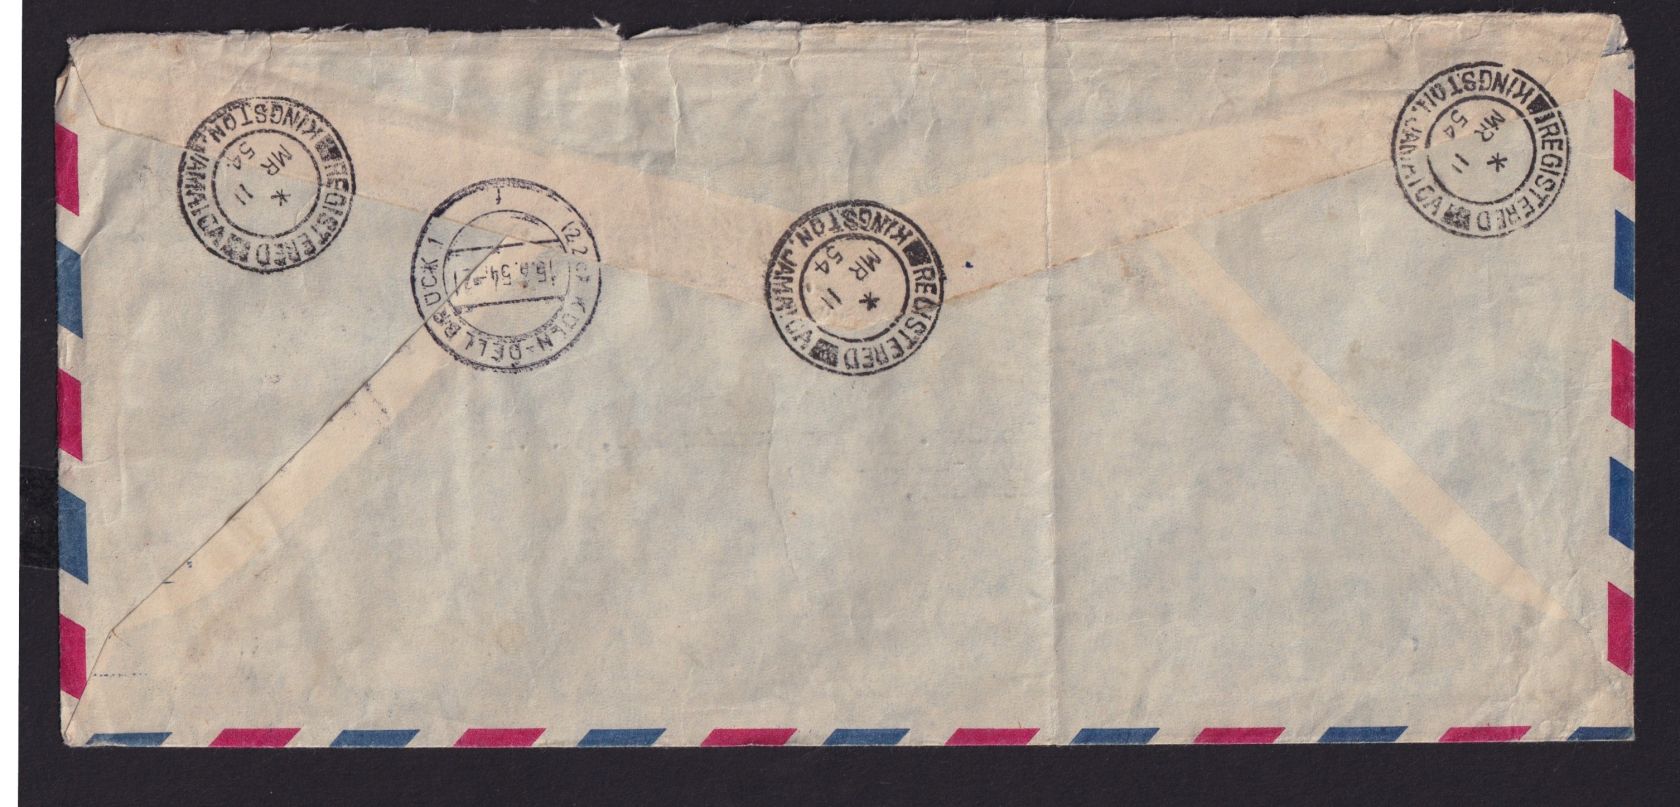 REGISTERED
KINGSTON, JAMAICA
*
11
MR
54
(22c) KÖLN-DELLBRÜCK 1
15.3.54
f
REGISTERED
KINGSTON, JAMAICA
*
11
MR
54
REGISTERED
KINGSTON, JAMAICA
*
11
MR
54